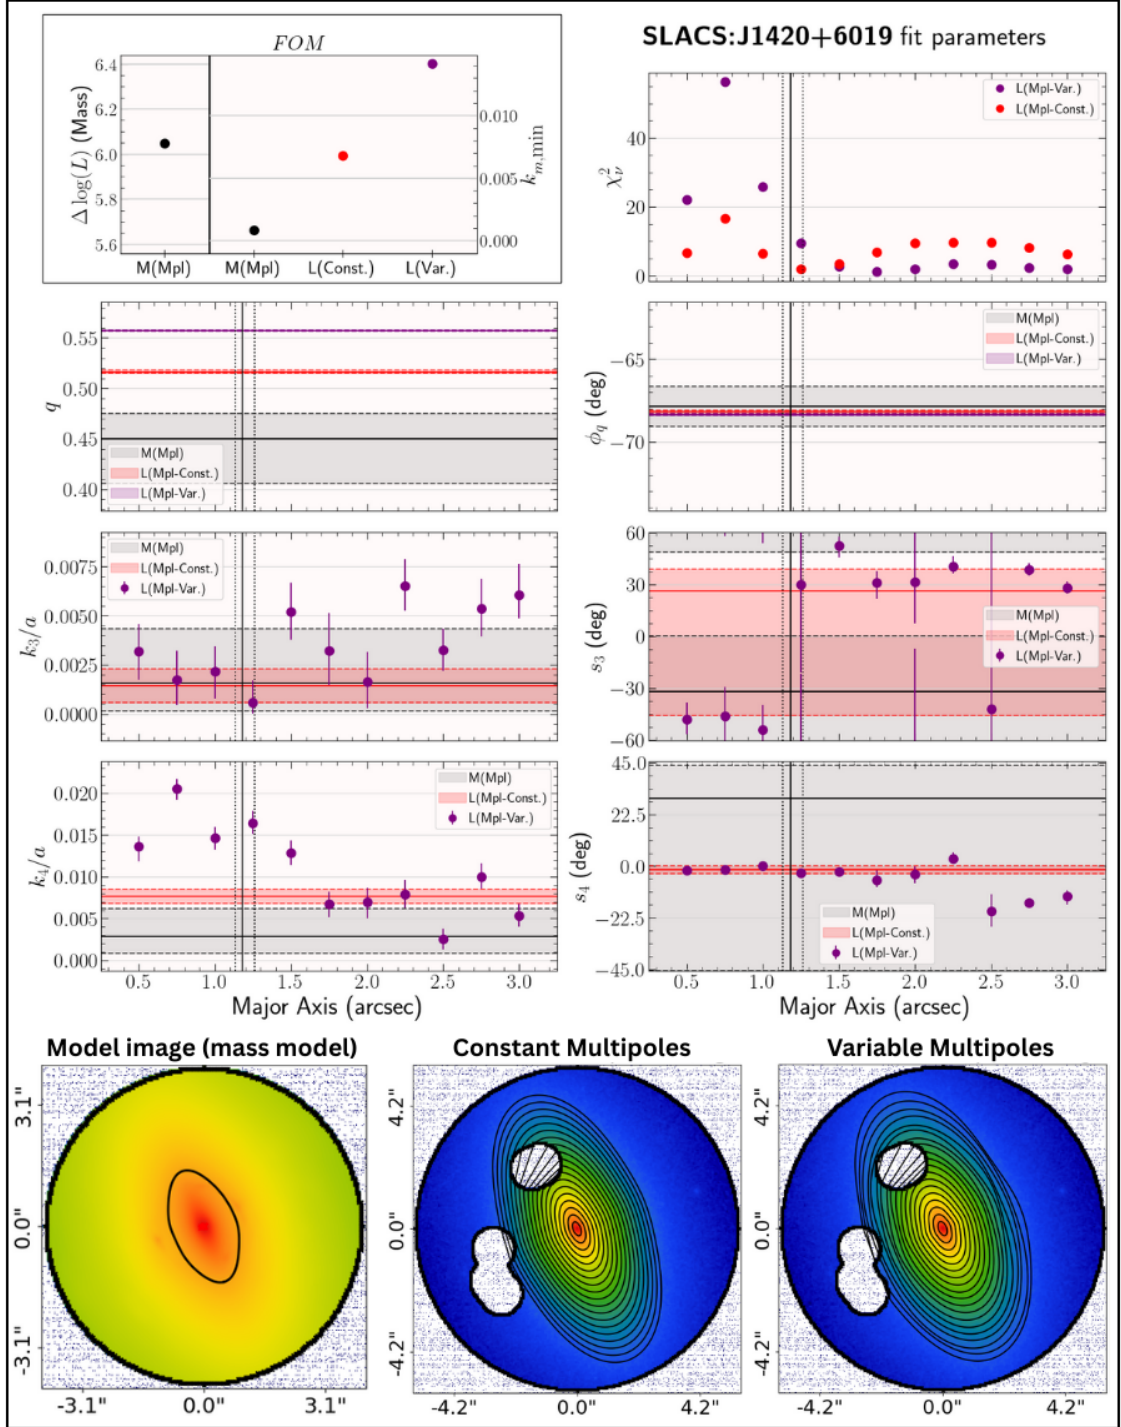 FOM
SLACS:J1420+6019 fit parameters
Δ log(L) (Mass)
6.4
6.2
6.0
5.8
5.6
0.010
0.005
0.000
k_m,min
M(Mpl) M(Mpl) L(Const.) L(Var.)
χ²_ν
40
20
0
L(Mpl-Var.)
L(Mpl-Const.)
q
0.55
0.50
0.45
0.40
M(Mpl)
L(Mpl-Const.)
L(Mpl-Var.)
ϕ_q (deg)
−65
−70
M(Mpl)
L(Mpl-Const.)
L(Mpl-Var.)
k₃/a
0.0075
0.0050
0.0025
0.0000
M(Mpl)
L(Mpl-Const.)
L(Mpl-Var.)
s₃ (deg)
60
30
0
−30
−60
M(Mpl)
L(Mpl-Const.)
L(Mpl-Var.)
k₄/a
0.020
0.015
0.010
0.005
0.000
M(Mpl)
L(Mpl-Const.)
L(Mpl-Var.)
0.5 1.0 1.5 2.0 2.5 3.0
Major Axis (arcsec)
s₄ (deg)
45.0
22.5
0.0
−22.5
−45.0
M(Mpl)
L(Mpl-Const.)
L(Mpl-Var.)
0.5 1.0 1.5 2.0 2.5 3.0
Major Axis (arcsec)
Model image (mass model)
3.1"
0.0"
-3.1"
-3.1" 0.0" 3.1"
Constant Multipoles
4.2"
0.0"
-4.2"
-4.2" 0.0" 4.2"
Variable Multipoles
4.2"
0.0"
-4.2"
-4.2" 0.0" 4.2"